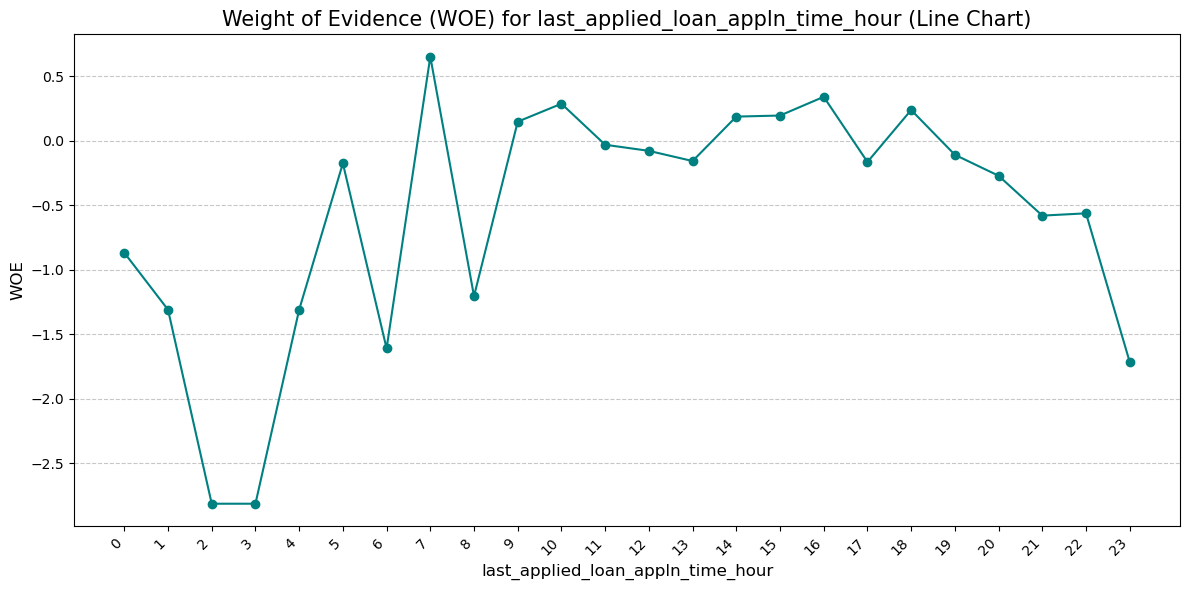 Weight of Evidence (WOE) for last_applied_loan_appln_time_hour (Line Chart)
0.5
0.0
−0.5
−1.0
−1.5
−2.0
−2.5
WOE
0 1 2 3 4 5 6 7 8 9 10 11 12 13 14 15 16 17 18 19 20 21 22 23
last_applied_loan_appln_time_hour